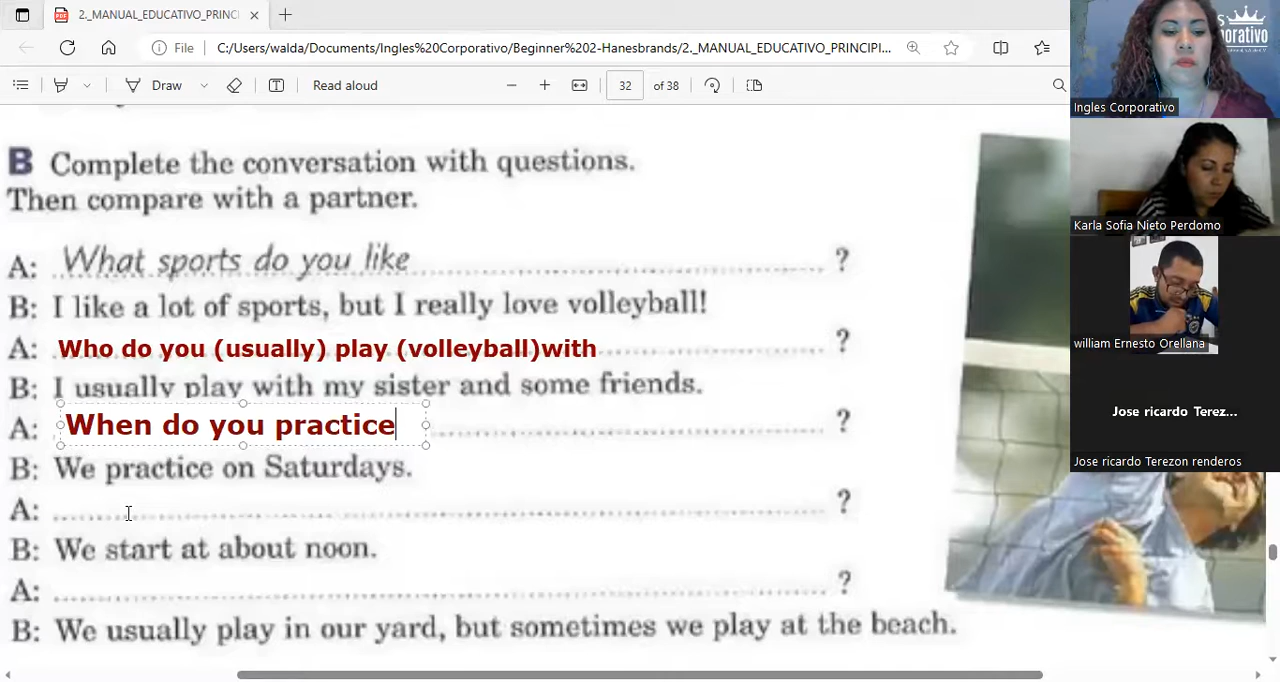 2._MANUAL_EDUCATIVO_PRINCI
File
C:/Users/walda/Documents/Ingles%20Corporativo/Beginner%202-Hanesbrands/2._MANUAL_EDUCATIVO_PRINCIPI...
Draw
Read aloud
32 of 38
B Complete the conversation with questions.
Then compare with a partner.
A: What sports do you like ?
B: I like a lot of sports, but I really love volleyball!
A: Who do you (usually) play (volleyball)with ?
B: I usually play with my sister and some friends.
A: When do you practice ?
B: We practice on Saturdays.
A: ?
B: We start at about noon.
A: ?
B: We usually play in our yard, but sometimes we play at the beach.
Ingles Corporativo
Karla Sofia Nieto Perdomo
william Ernesto Orellana
Jose ricardo Terez...
Jose ricardo Terezon renderos